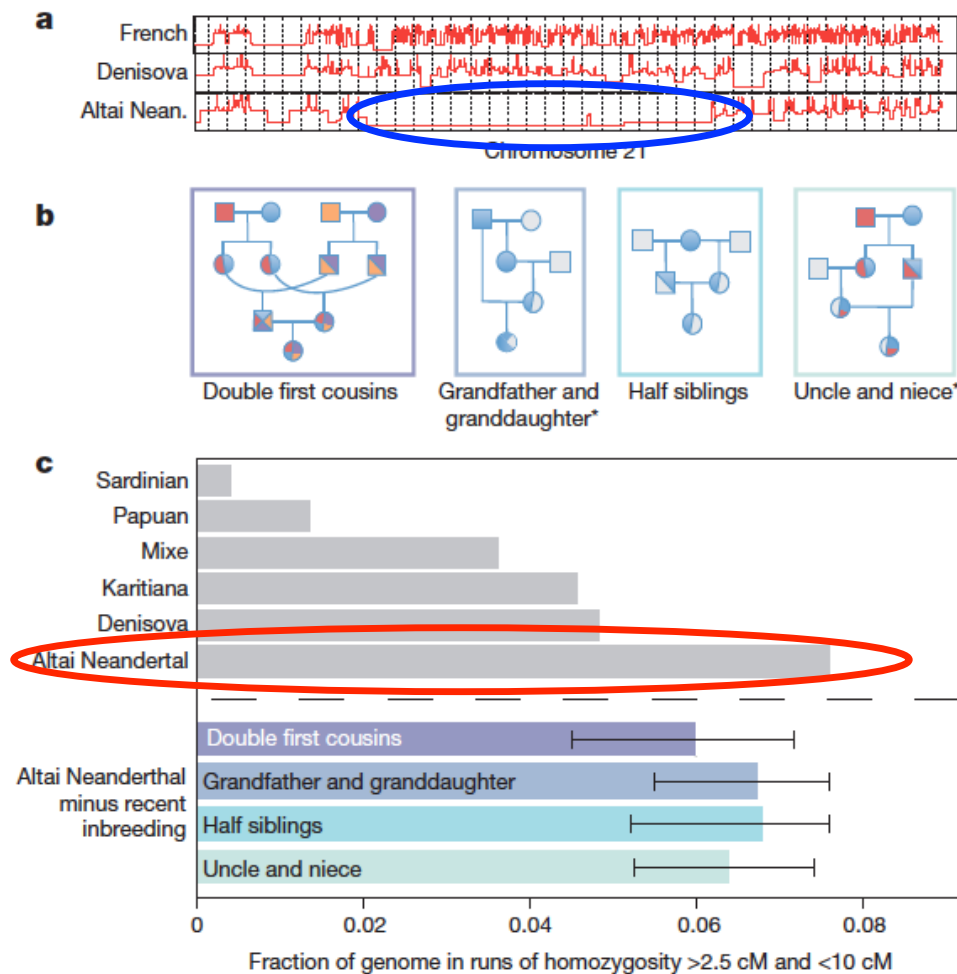 a
French
Denisova
Altai Nean.
Chromosome 21
b
Double first cousins
Grandfather and
granddaughter*
Half siblings
Uncle and niece*
c
Sardinian
Papuan
Mixe
Karitiana
Denisova
Altai Neandertal
Double first cousins
Altai Neanderthal
minus recent
inbreeding
Grandfather and granddaughter
Half siblings
Uncle and niece
0
0.02
0.04
0.06
0.08
Fraction of genome in runs of homozygosity >2.5 cM and <10 cM